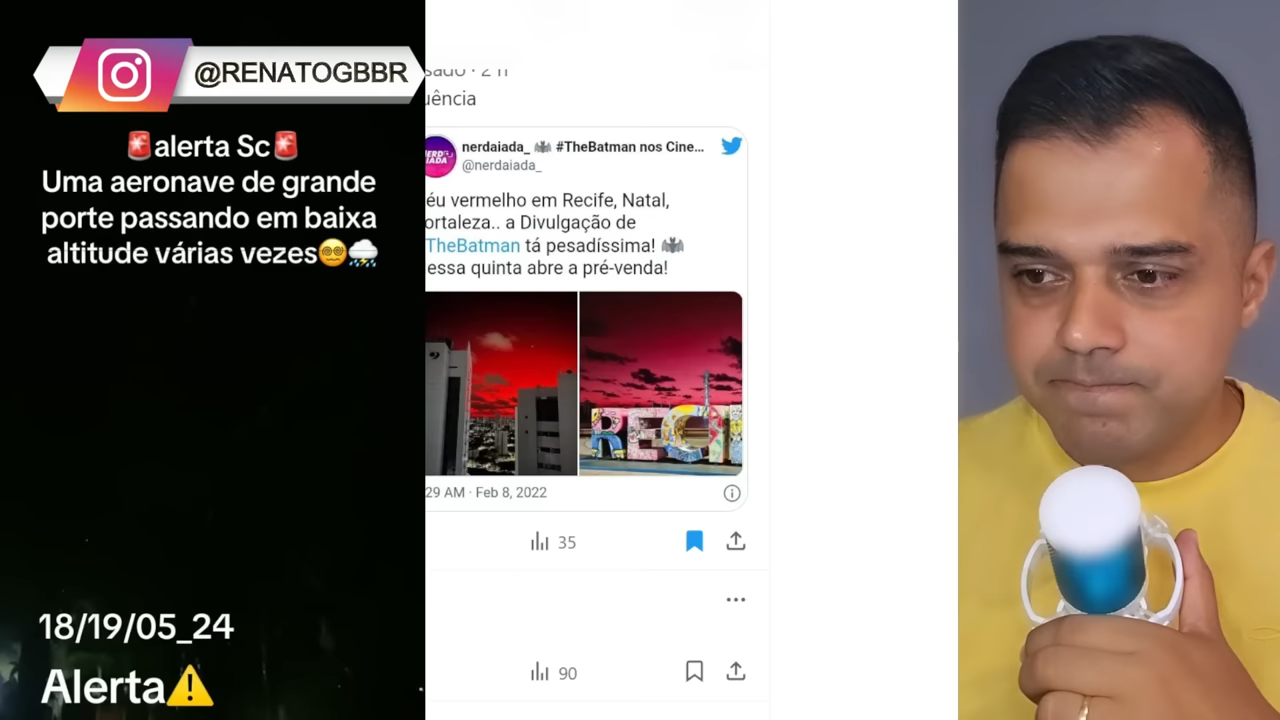 @RENATOGBBR
🚨alerta Sc🚨
Uma aeronave de grande
porte passando em baixa
altitude várias vezes😵‍💫⛈️
18/19/05_24
Alerta⚠️
uência
nerdaiada_ 🦇 #TheBatman nos Cine...
@nerdaiada_
éu vermelho em Recife, Natal,
ortaleza.. a Divulgação de
TheBatman tá pesadíssima! 🦇
essa quinta abre a pré-venda!
RECI
29 AM · Feb 8, 2022
35
90